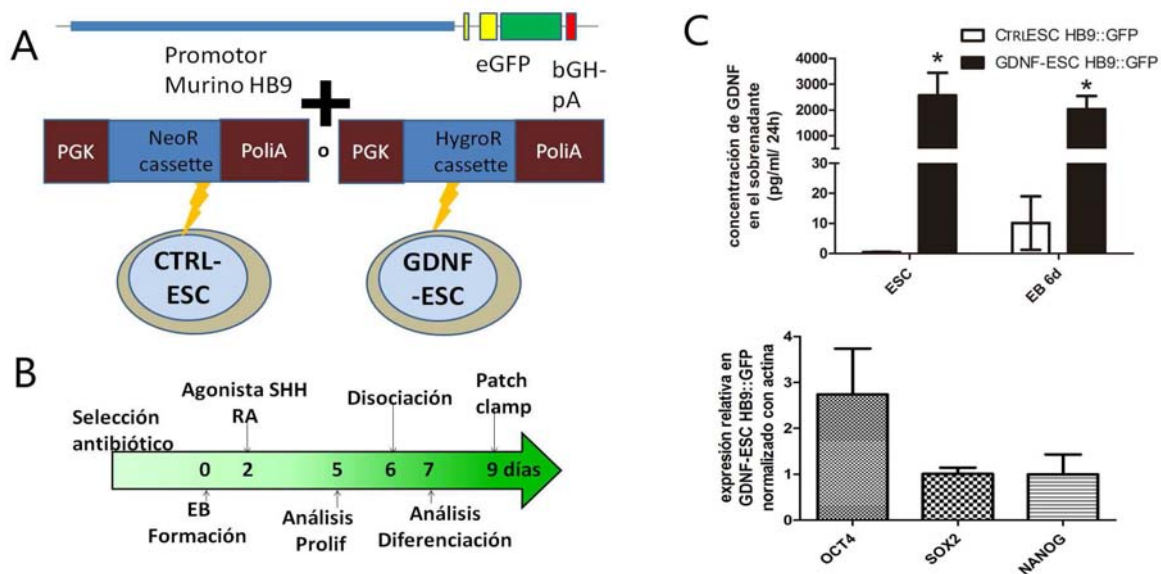 A
Promotor
Murino HB9
eGFP
bGH-
pA
PGK
NeoR
cassette
PoliA
o
PGK
HygroR
cassette
PoliA
CTRL-
ESC
GDNF
-ESC
B
Selección
antibiótico
Agonista SHH
RA
Disociación
Patch
clamp
0 2 5 6 7 9 días
EB
Formación
Análisis
Prolif
Análisis
Diferenciación
C
CTRLESC HB9::GFP
GDNF-ESC HB9::GFP
concentración de GDNF
en el sobrenadante
(pg/ml/ 24h)
4000
3000
2000
1000
30
20
10
0
*
*
ESC
EB 6d
expresión relativa en
GDNF-ESC HB9::GFP
normalizado con actina
4
3
2
1
0
OCT4
SOX2
NANOG